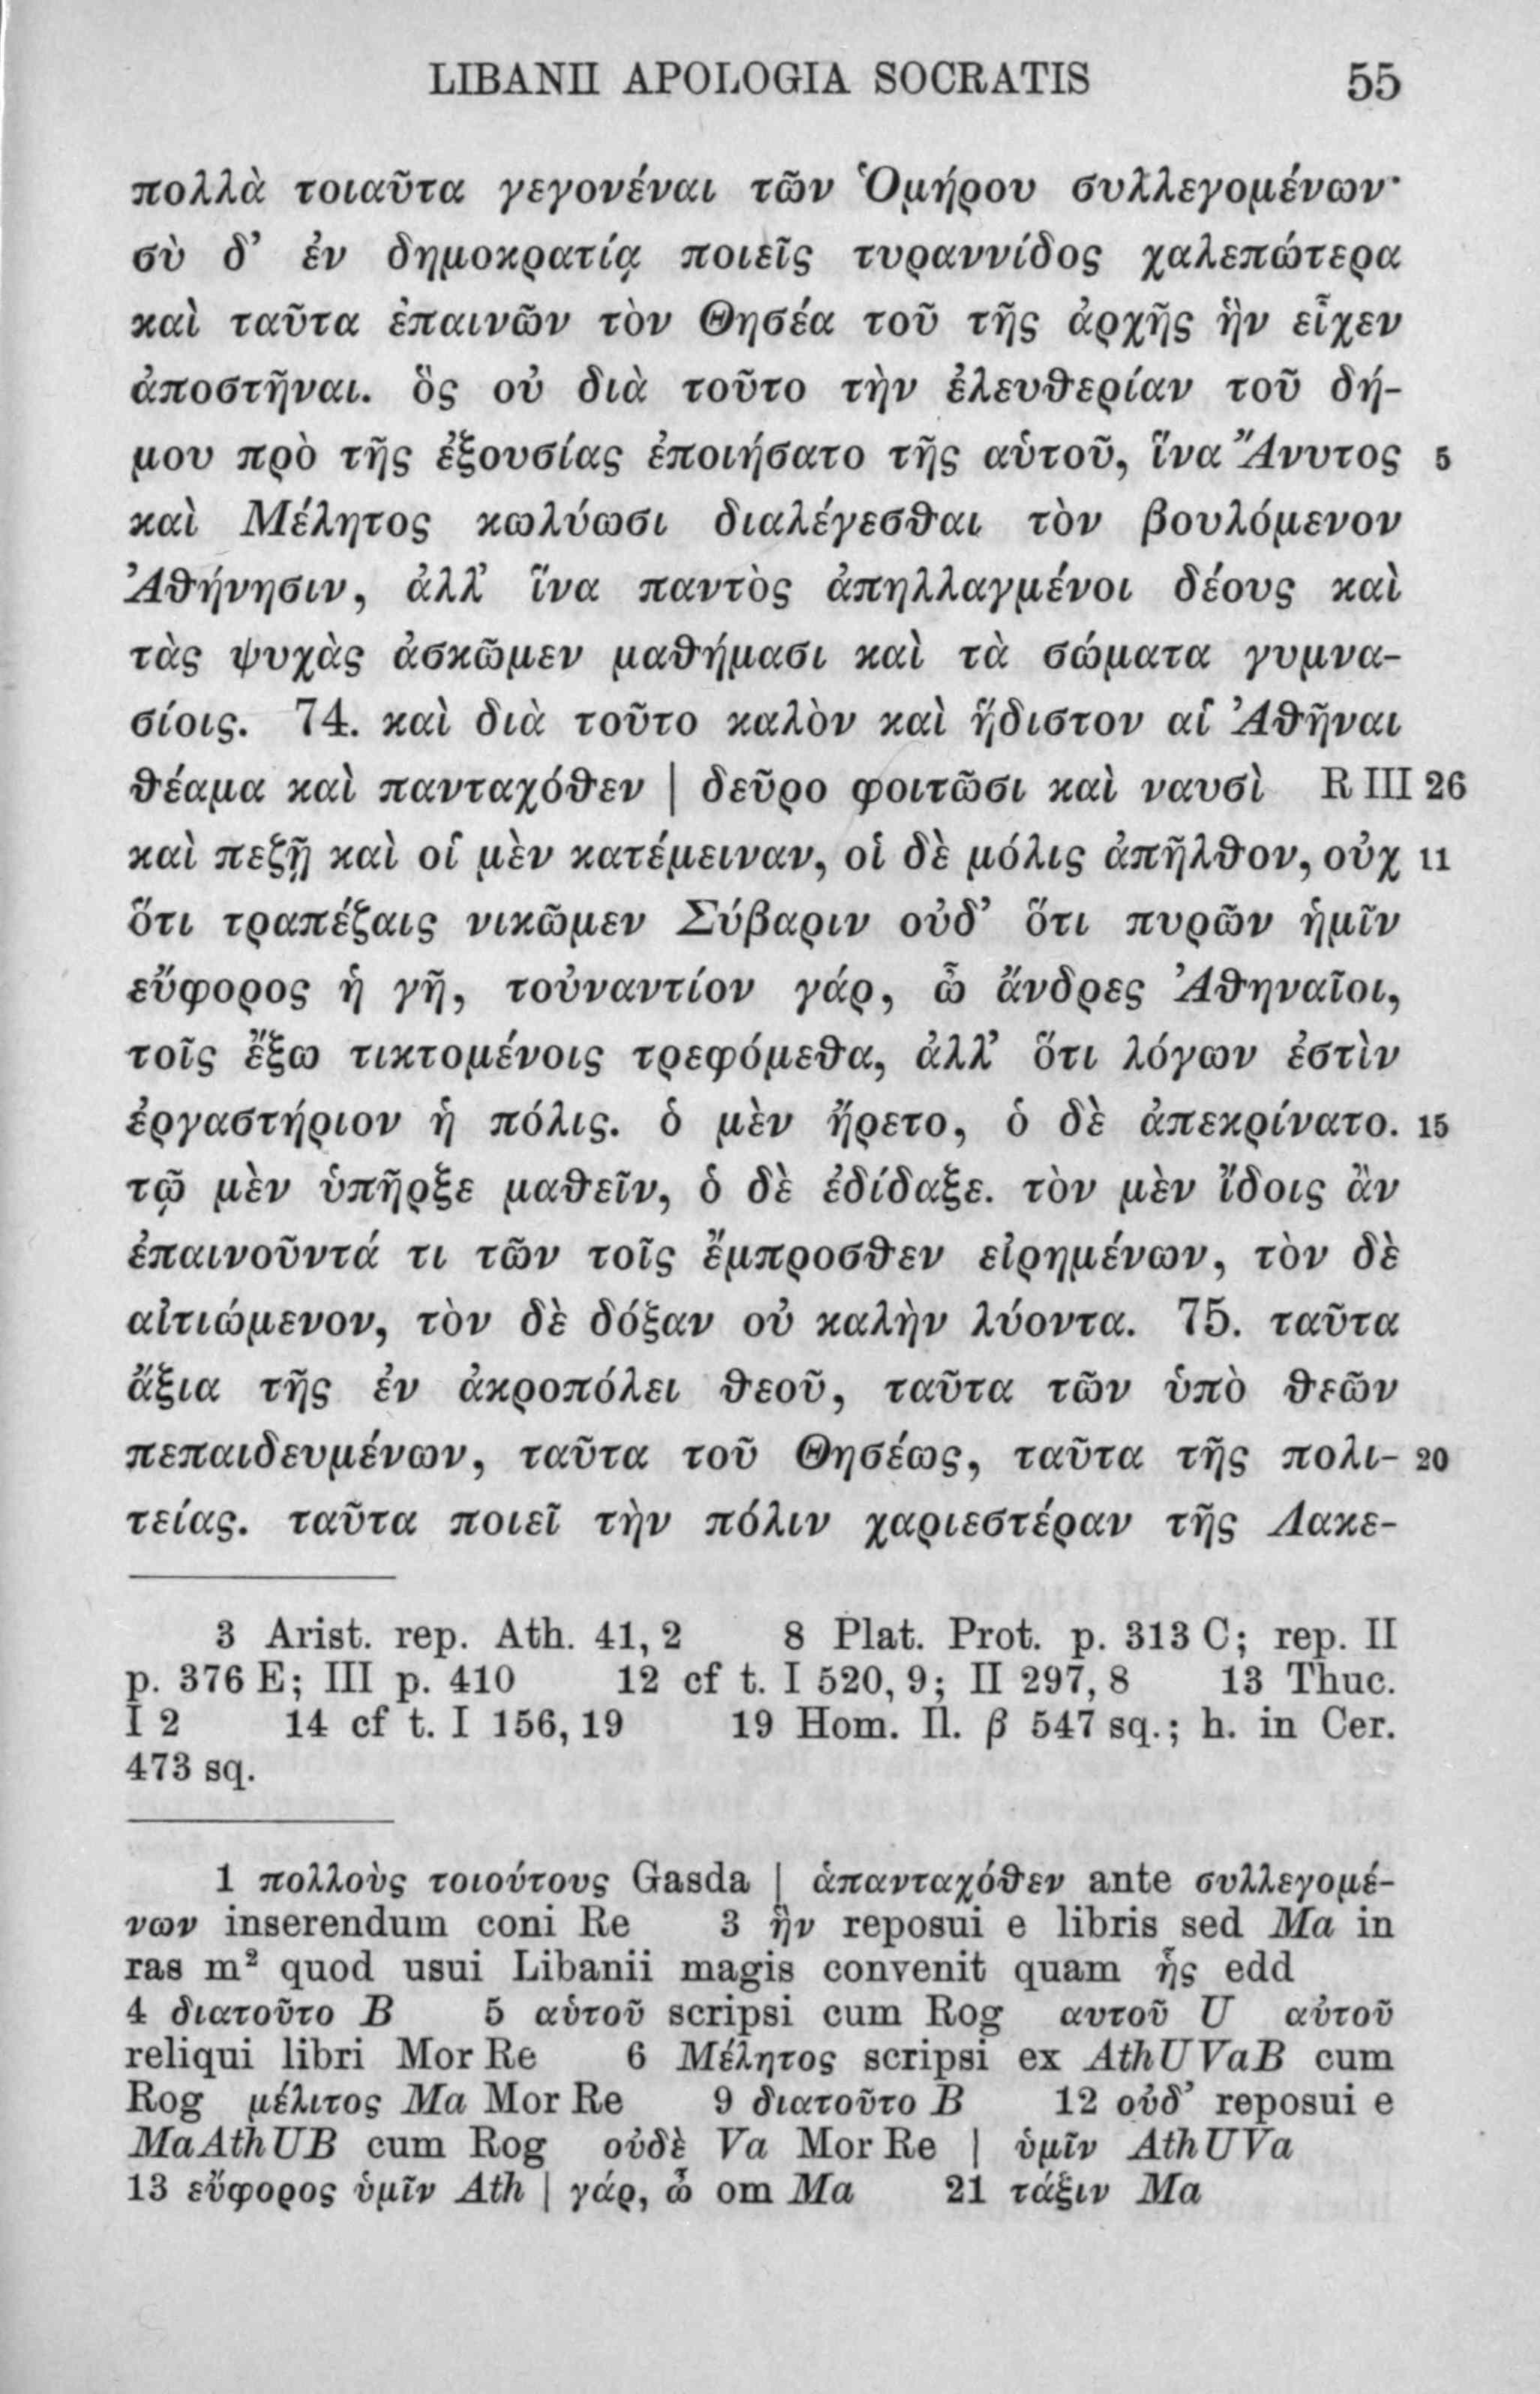 LIBANII APOLOGIA SOCRATIS 55
πολλὰ τοιαῦτα γεγονέναι τῶν Ὁμήρου συλλεγομένων·
σὺ δ’ ἐν δημοκρατίᾳ ποιεῖς τυραννίδος χαλεπώτερα
καὶ ταῦτα ἐπαινῶν τὸν Θησέα τοῦ τῆς ἀρχῆς ἣν εἶχεν
ἀποστῆναι. ὃς οὐ διὰ τοῦτο τὴν ἐλευθερίαν τοῦ δή-
μου πρὸ τῆς ἐξουσίας ἐποιήσατο τῆς αὑτοῦ, ἵνα Ἄνυτος 5
καὶ Μέλητος κωλύωσι διαλέγεσθαι τὸν βουλόμενον
Ἀθήνησιν, ἀλλ’ ἵνα παντὸς ἀπηλλαγμένοι δέους καὶ
τὰς ψυχὰς ἀσκῶμεν μαθήμασι καὶ τὰ σώματα γυμνα-
σίοις. 74. καὶ διὰ τοῦτο καλὸν καὶ ἥδιστον αἱ Ἀθῆναι
θέαμα καὶ πανταχόθεν | δεῦρο φοιτῶσι καὶ ναυσὶ R III 26
καὶ πεζῇ καὶ οἱ μὲν κατέμειναν, οἱ δὲ μόλις ἀπῆλθον, οὐχ 11
ὅτι τραπέζαις νικῶμεν Σύβαριν οὐδ’ ὅτι πυρῶν ἡμῖν
εὔφορος ἡ γῆ, τοὐναντίον γάρ, ὦ ἄνδρες Ἀθηναῖοι,
τοῖς ἔξω τικτομένοις τρεφόμεθα, ἀλλ’ ὅτι λόγων ἐστὶν
ἐργαστήριον ἡ πόλις. ὁ μὲν ἤρετο, ὁ δὲ ἀπεκρίνατο. 15
τῷ μὲν ὑπῆρξε μαθεῖν, ὁ δὲ ἐδίδαξε. τὸν μὲν ἴδοις ἂν
ἐπαινοῦντά τι τῶν τοῖς ἔμπροσθεν εἰρημένων, τὸν δὲ
αἰτιώμενον, τὸν δὲ δόξαν οὐ καλὴν λύοντα. 75. ταῦτα
ἄξια τῆς ἐν ἀκροπόλει θεοῦ, ταῦτα τῶν ὑπὸ θεῶν
πεπαιδευμένων, ταῦτα τοῦ Θησέως, ταῦτα τῆς πολι- 20
τείας. ταῦτα ποιεῖ τὴν πόλιν χαριεστέραν τῆς Λακε-
3 Arist. rep. Ath. 41, 2 8 Plat. Prot. p. 313 C; rep. II
p. 376 E; III p. 410 12 cf t. I 520, 9; II 297, 8 13 Thuc.
I 2 14 cf t. I 156, 19 19 Hom. Il. β 547 sq.; h. in Cer.
473 sq.
1 πολλοὺς τοιούτους Gasda | ἁπανταχόθεν ante συλλεγομέ-
νων inserendum coni Re 3 ἣν reposui e libris sed Ma in
ras m² quod usui Libanii magis convenit quam ἧς edd
4 διατοῦτο B 5 αὑτοῦ scripsi cum Rog αυτοῦ U αὐτοῦ
reliqui libri Mor Re 6 Μέλητος scripsi ex AthUVaB cum
Rog μέλιτος Ma Mor Re 9 διατοῦτο B 12 οὐδ’ reposui e
MaAthUB cum Rog οὐδὲ Va Mor Re | ὑμῖν AthUVa
13 εὔφορος ὑμῖν Ath | γάρ, ὦ om Ma 21 τάξιν Ma